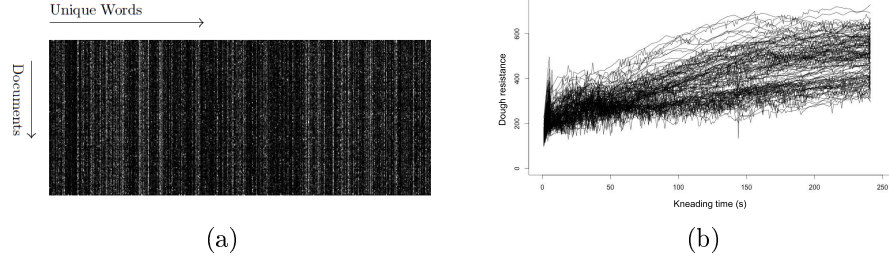 Unique Words
Documents
Dough resistance
600
400
200
0
0
50
100
150
200
250
Kneading time (s)
(a)
(b)